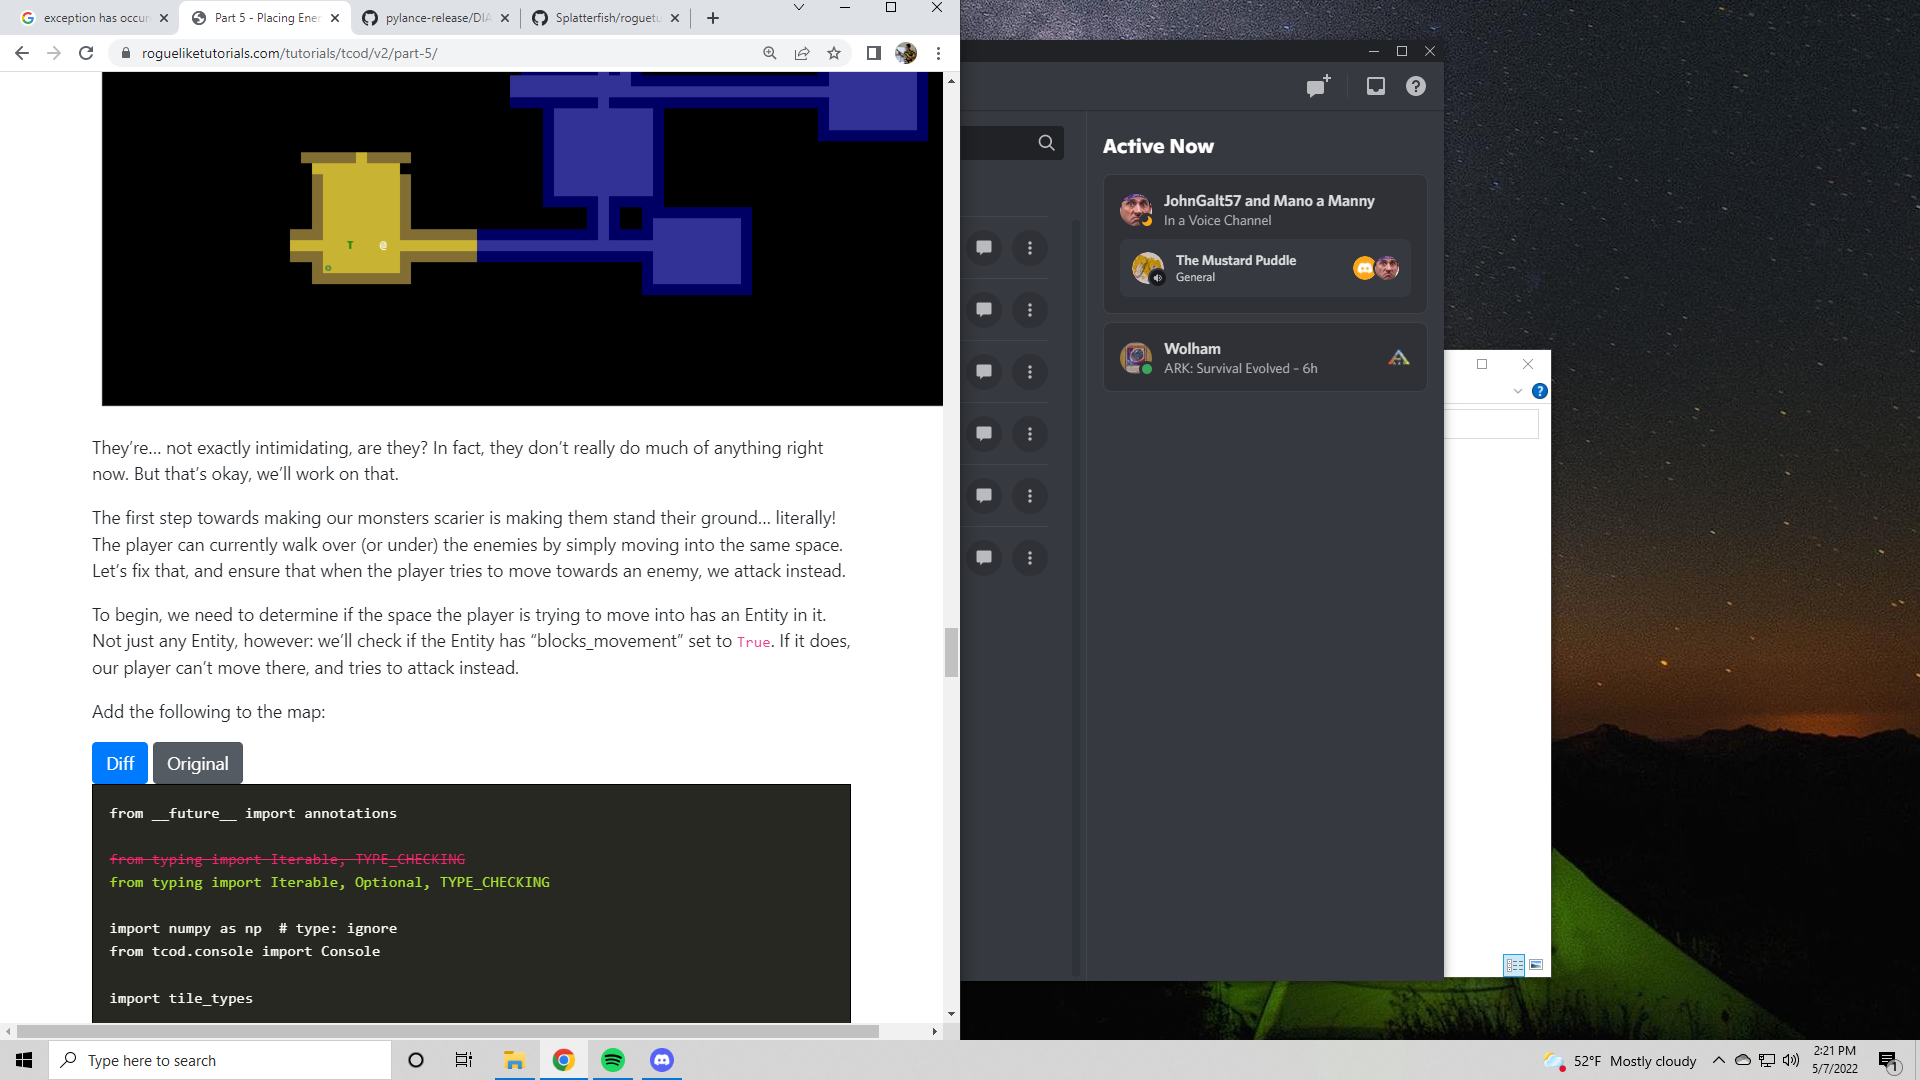 exception has occur
Part 5 - Placing Ener
pylance-release/DIA
Splatterfish/roguetu
rogueliketutorials.com/tutorials/tcod/v2/part-5/
T @
o
They're... not exactly intimidating, are they? In fact, they don't really do much of anything right
now. But that's okay, we'll work on that.
The first step towards making our monsters scarier is making them stand their ground... literally!
The player can currently walk over (or under) the enemies by simply moving into the same space.
Let's fix that, and ensure that when the player tries to move towards an enemy, we attack instead.
To begin, we need to determine if the space the player is trying to move into has an Entity in it.
Not just any Entity, however: we'll check if the Entity has “blocks_movement” set to True. If it does,
our player can't move there, and tries to attack instead.
Add the following to the map:
Diff
Original
from __future__ import annotations
from typing import Iterable, TYPE_CHECKING
from typing import Iterable, Optional, TYPE_CHECKING
import numpy as np  # type: ignore
from tcod.console import Console
import tile_types
Active Now
JohnGalt57 and Mano a Manny
In a Voice Channel
The Mustard Puddle
General
Wolham
ARK: Survival Evolved – 6h
Type here to search
52°F Mostly cloudy
2:21 PM
5/7/2022
1